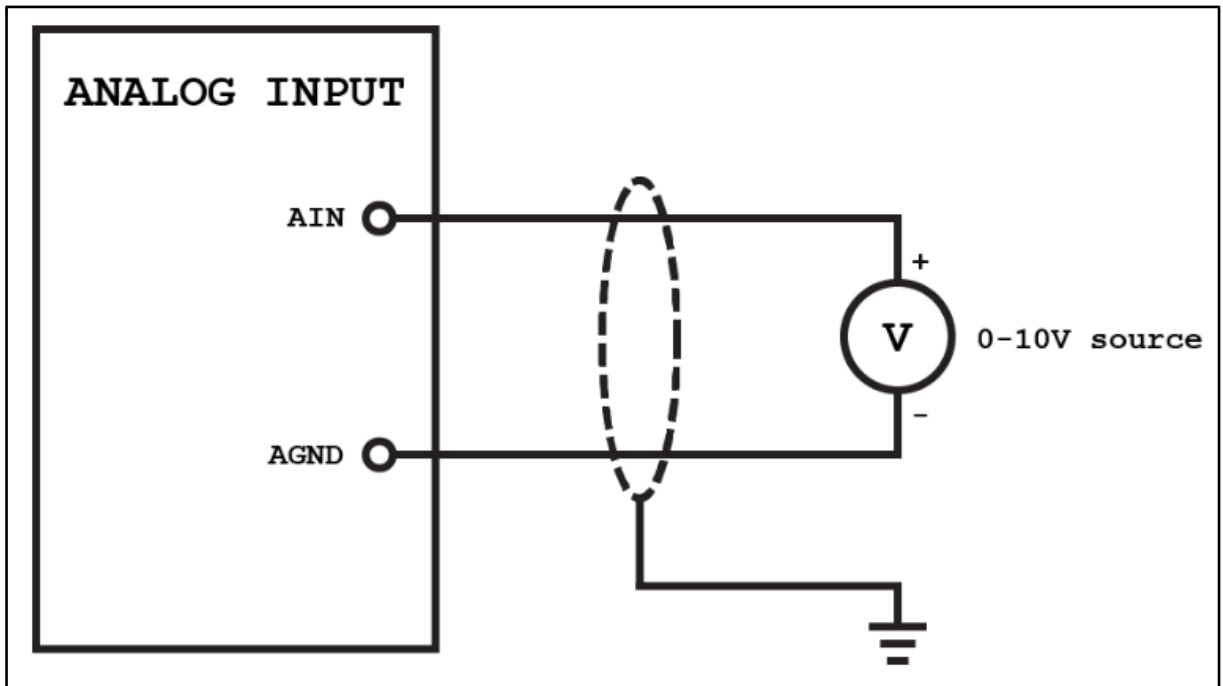 ANALOG INPUT
AIN
+
V
0-10V source
-
AGND